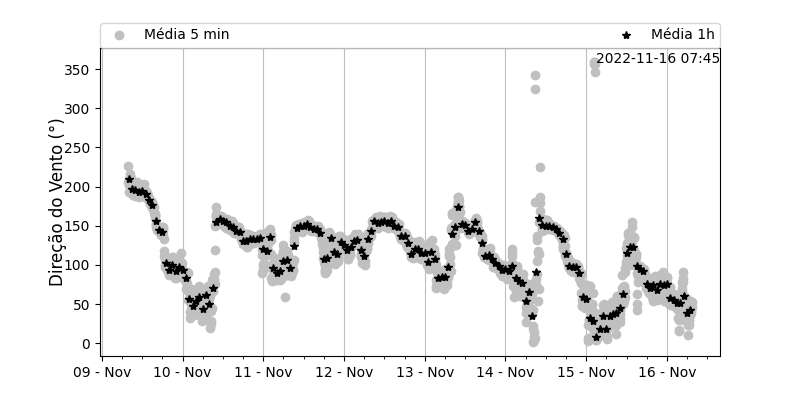 Média 5 min
Média 1h
2022-11-16 07:45
Direção do Vento (°)
350
300
250
200
150
100
50
0
09 - Nov
10 - Nov
11 - Nov
12 - Nov
13 - Nov
14 - Nov
15 - Nov
16 - Nov